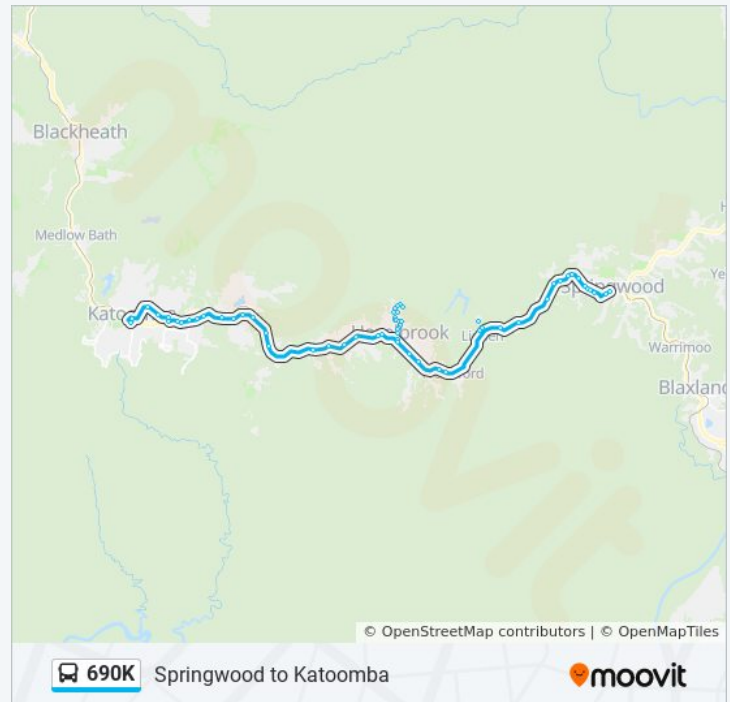 Blackheath
Medlow Bath
Springwood
Warrimoo
Blaxland
© OpenStreetMap contributors | © OpenMapTiles
690K Springwood to Katoomba
moovit